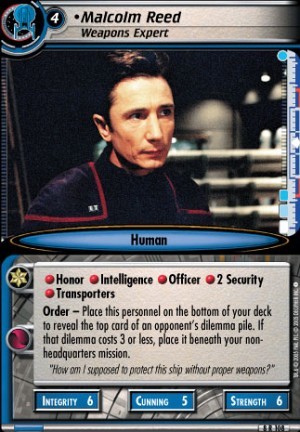 4
•Malcolm Reed
Weapons Expert
Human
Honor Intelligence Officer 2 Security
Transporters
Order – Place this personnel on the bottom of your deck
to reveal the top card of an opponent's dilemma pile. If
that dilemma costs 3 or less, place it beneath your non-
headquarters mission.
"How am I supposed to protect this ship without proper weapons?"
INTEGRITY 6 CUNNING 5 STRENGTH 6